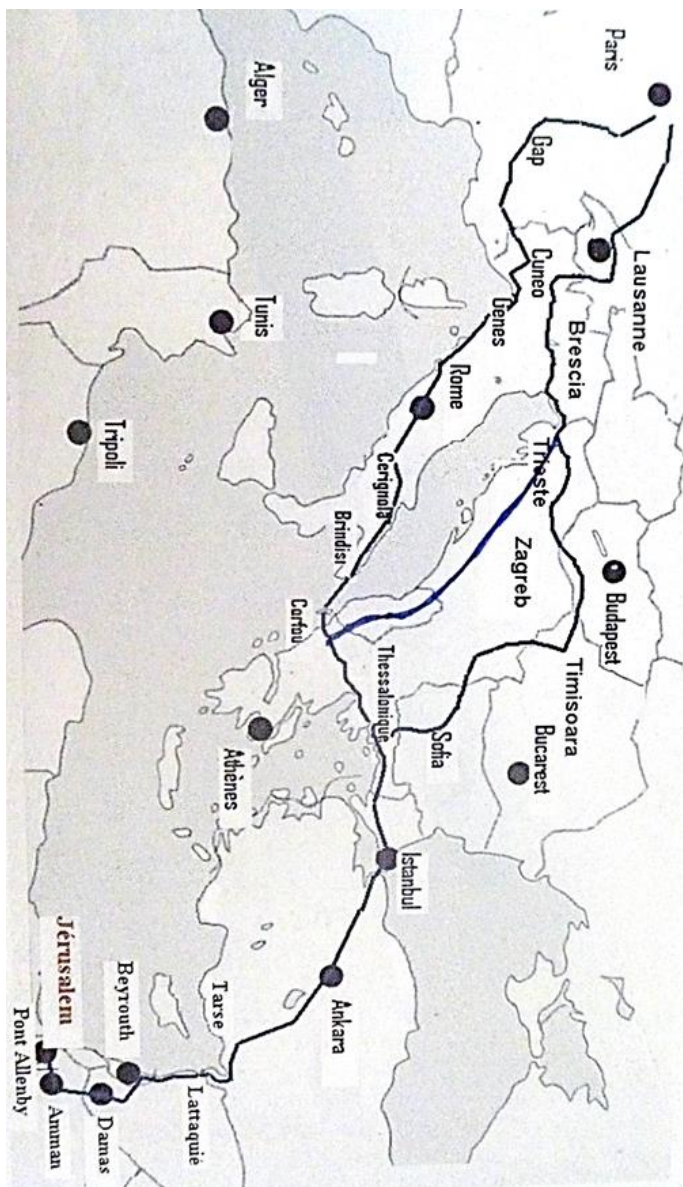 Paris
Alger
Gap
Lausanne
Cuneo
Gênes
Tunis
Brescia
Rome
Tripoli
Cerignola
Trieste
Brindisi
Zagreb
Budapest
Corfou
Thessalonique
Timisoara
Sofia
Bucarest
Athènes
Istanbul
Ankara
Tarse
Jérusalem
Beyrouth
Lattaquié
Pont Allenby
Amman
Damas